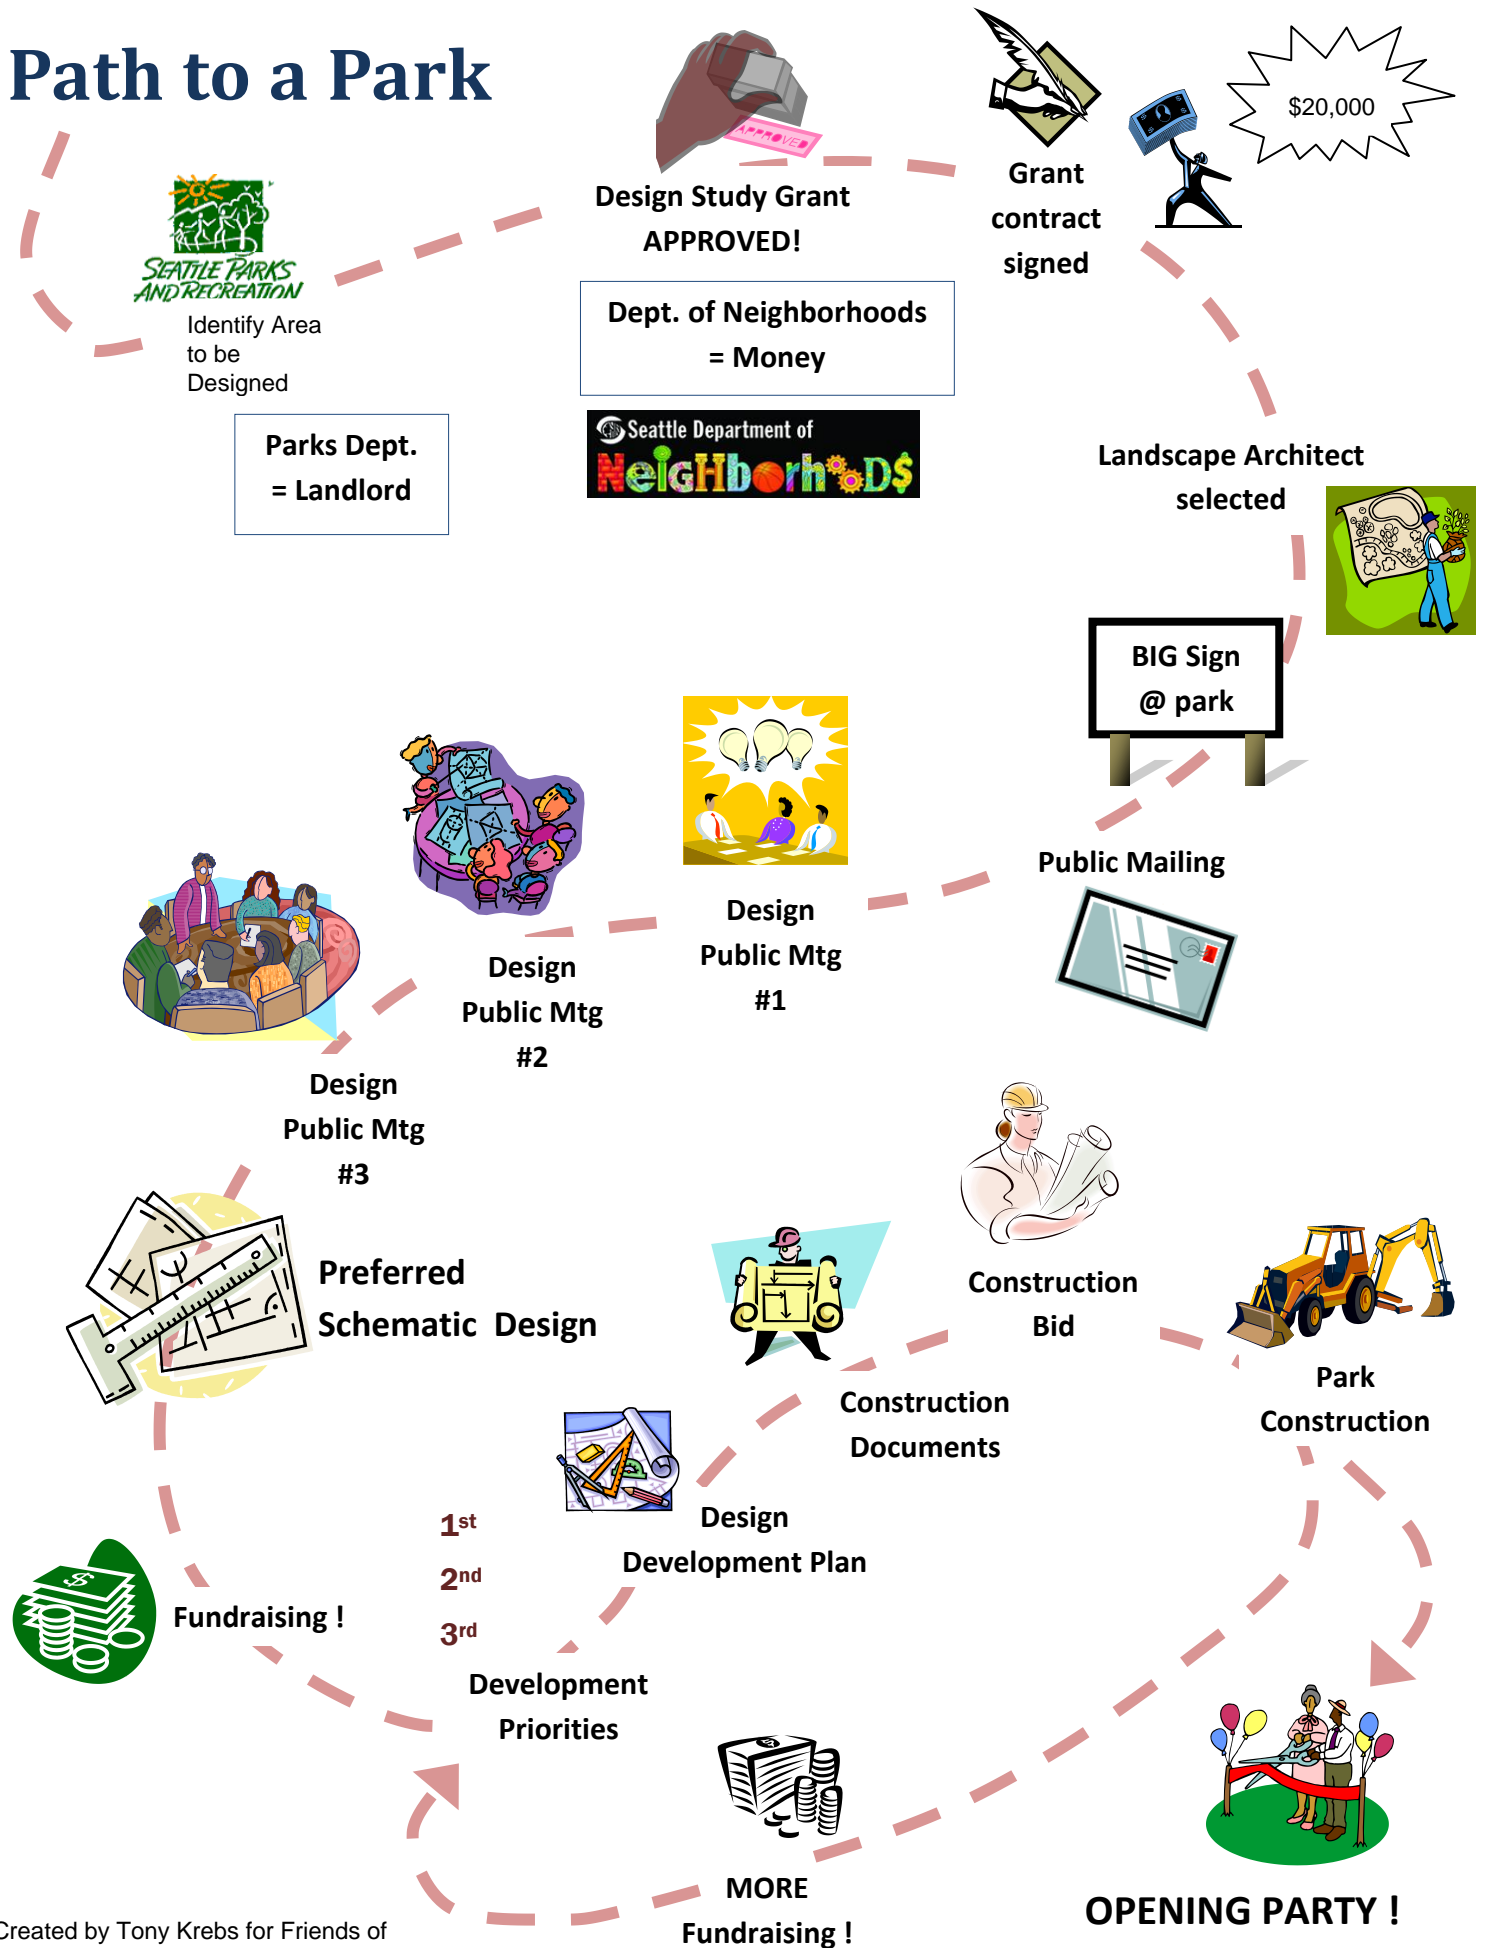 Path to a Park
APPROVED
$20,000
Grant
contract
signed
Design Study Grant
APPROVED!
SEATTLE PARKS
AND RECREATION
Identify Area
to be
Designed
Dept. of Neighborhoods
= Money
Parks Dept.
= Landlord
Seattle Department of
NeigHborhooD$
Landscape Architect
selected
BIG Sign
@ park
Public Mailing
Design
Public Mtg
#1
Design
Public Mtg
#2
Design
Public Mtg
#3
Preferred
Schematic Design
Construction
Bid
Park
Construction
Construction
Documents
Design
Development Plan
1st
2nd
3rd
$
Fundraising !
Development
Priorities
MORE
Fundraising !
OPENING PARTY !
Created by Tony Krebs for Friends of